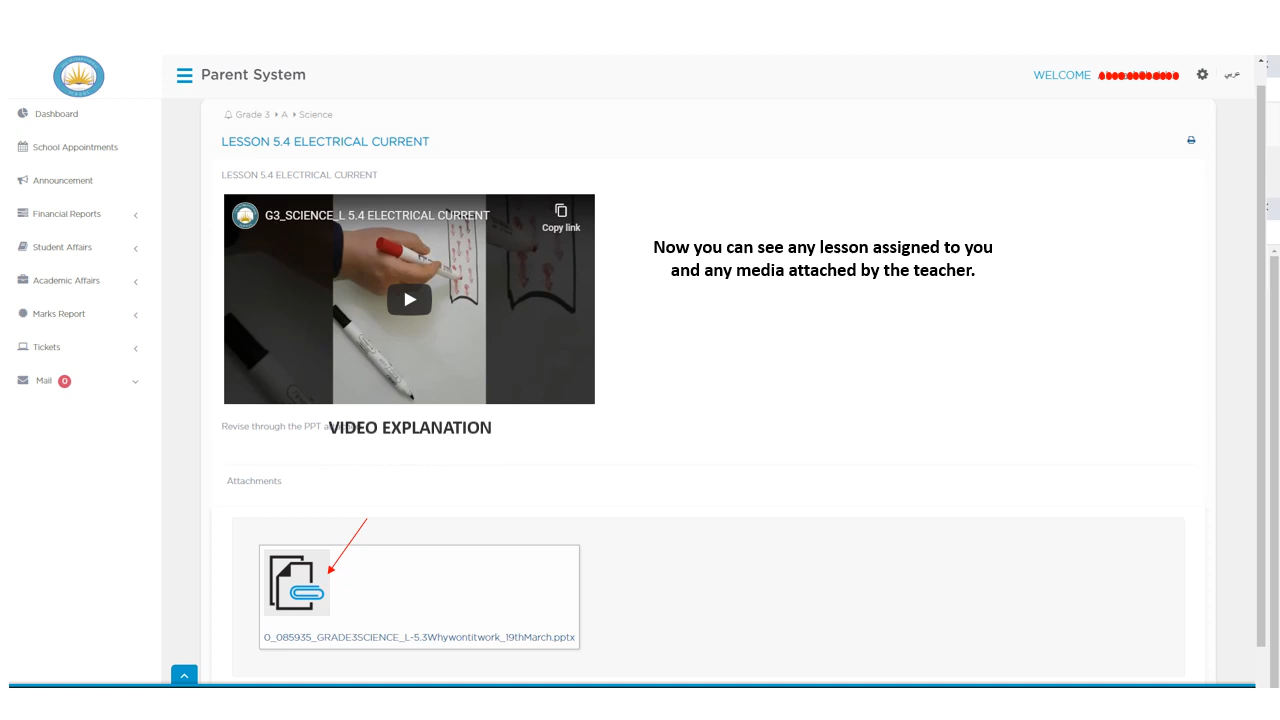 Parent System
WELCOME
عربي
Dashboard
School Appointments
Announcement
Financial Reports
Student Affairs
Academic Affairs
Marks Report
Tickets
Mail 0
Grade 3 A Science
LESSON 5.4 ELECTRICAL CURRENT
LESSON 5.4 ELECTRICAL CURRENT
G3_SCIENCE_L 5.4 ELECTRICAL CURRENT
Copy link
Now you can see any lesson assigned to you
and any media attached by the teacher.
Revise through the PPT
VIDEO EXPLANATION
Attachments
0_085935_GRADE3SCIENCE_L-5.3Whywontitwork_19thMarch.pptx